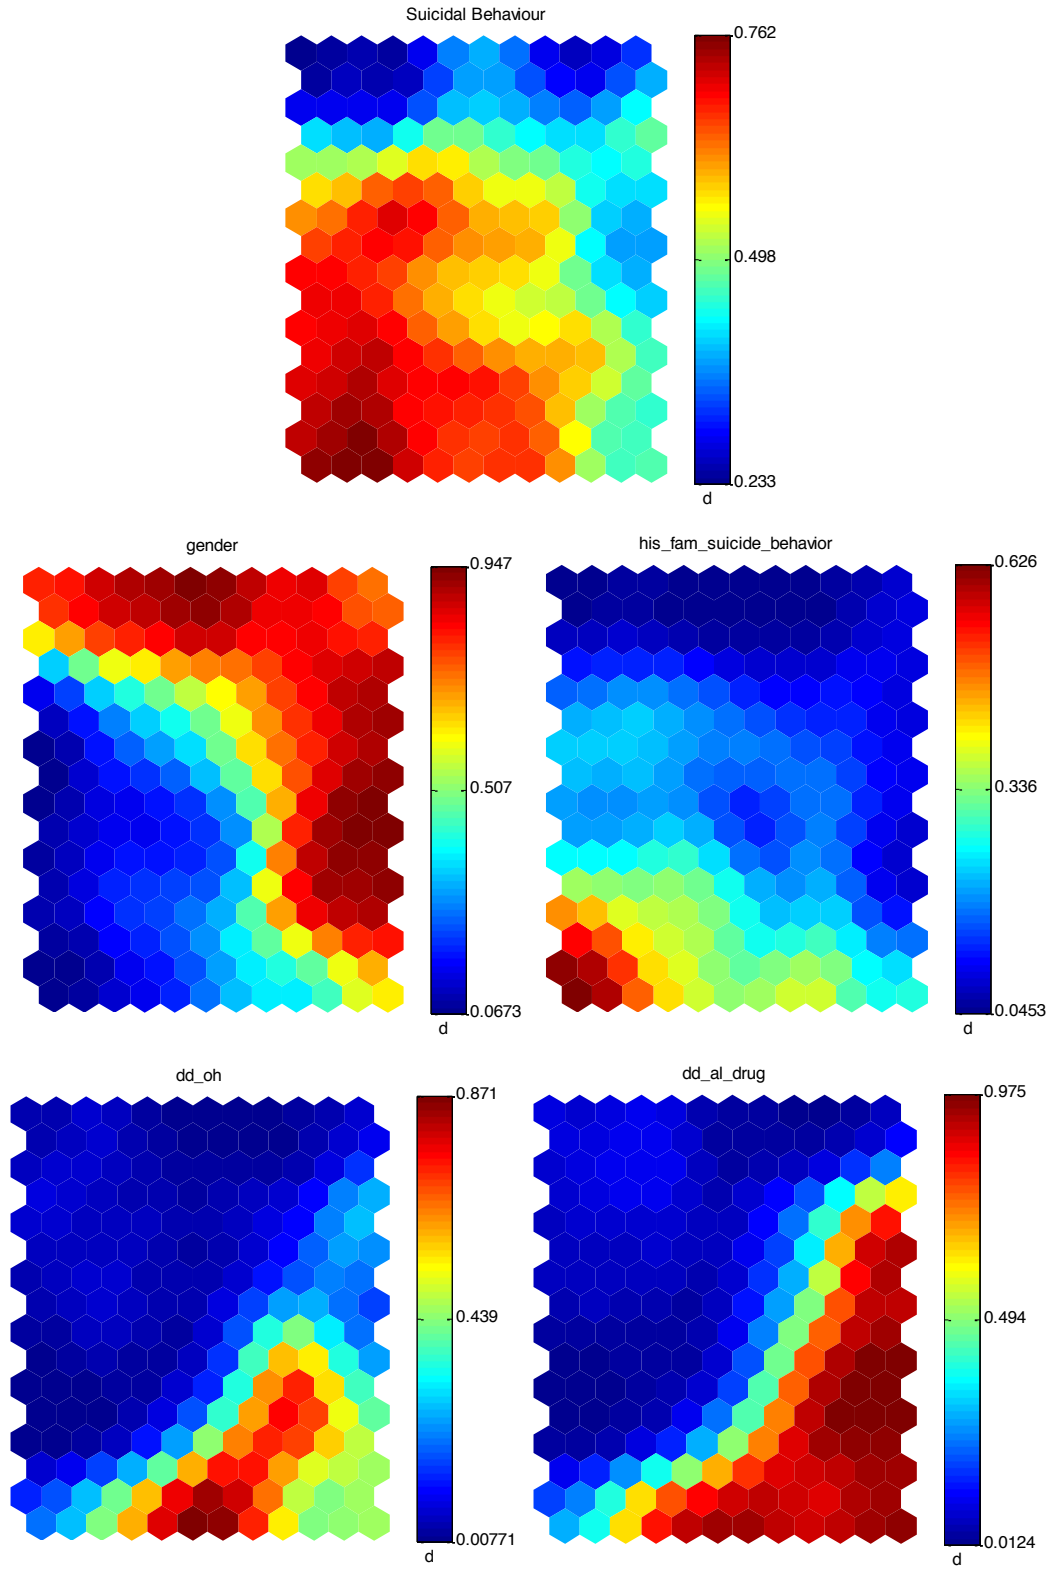 Suicidal Behaviour
0.762
0.498
0.233
d
gender
0.947
0.507
0.0673
d
his_fam_suicide_behavior
0.626
0.336
0.0453
d
dd_oh
0.871
0.439
0.00771
d
dd_al_drug
0.975
0.494
0.0124
d